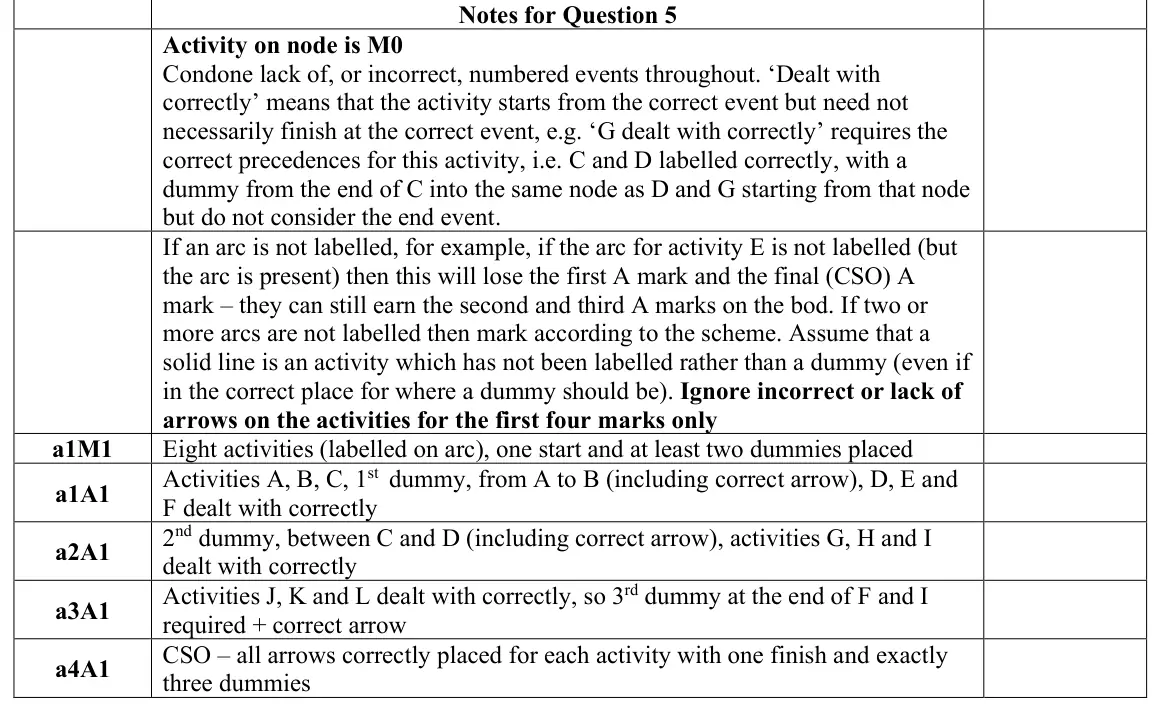 Notes for Question 5
Activity on node is M0
Condone lack of, or incorrect, numbered events throughout. ‘Dealt with
correctly’ means that the activity starts from the correct event but need not
necessarily finish at the correct event, e.g. ‘G dealt with correctly’ requires the
correct precedences for this activity, i.e. C and D labelled correctly, with a
dummy from the end of C into the same node as D and G starting from that node
but do not consider the end event.
If an arc is not labelled, for example, if the arc for activity E is not labelled (but
the arc is present) then this will lose the first A mark and the final (CSO) A
mark – they can still earn the second and third A marks on the bod. If two or
more arcs are not labelled then mark according to the scheme. Assume that a
solid line is an activity which has not been labelled rather than a dummy (even if
in the correct place for where a dummy should be). Ignore incorrect or lack of
arrows on the activities for the first four marks only
a1M1 Eight activities (labelled on arc), one start and at least two dummies placed
a1A1 Activities A, B, C, 1st dummy, from A to B (including correct arrow), D, E and
F dealt with correctly
a2A1 2nd dummy, between C and D (including correct arrow), activities G, H and I
dealt with correctly
a3A1 Activities J, K and L dealt with correctly, so 3rd dummy at the end of F and I
required + correct arrow
a4A1 CSO – all arrows correctly placed for each activity with one finish and exactly
three dummies